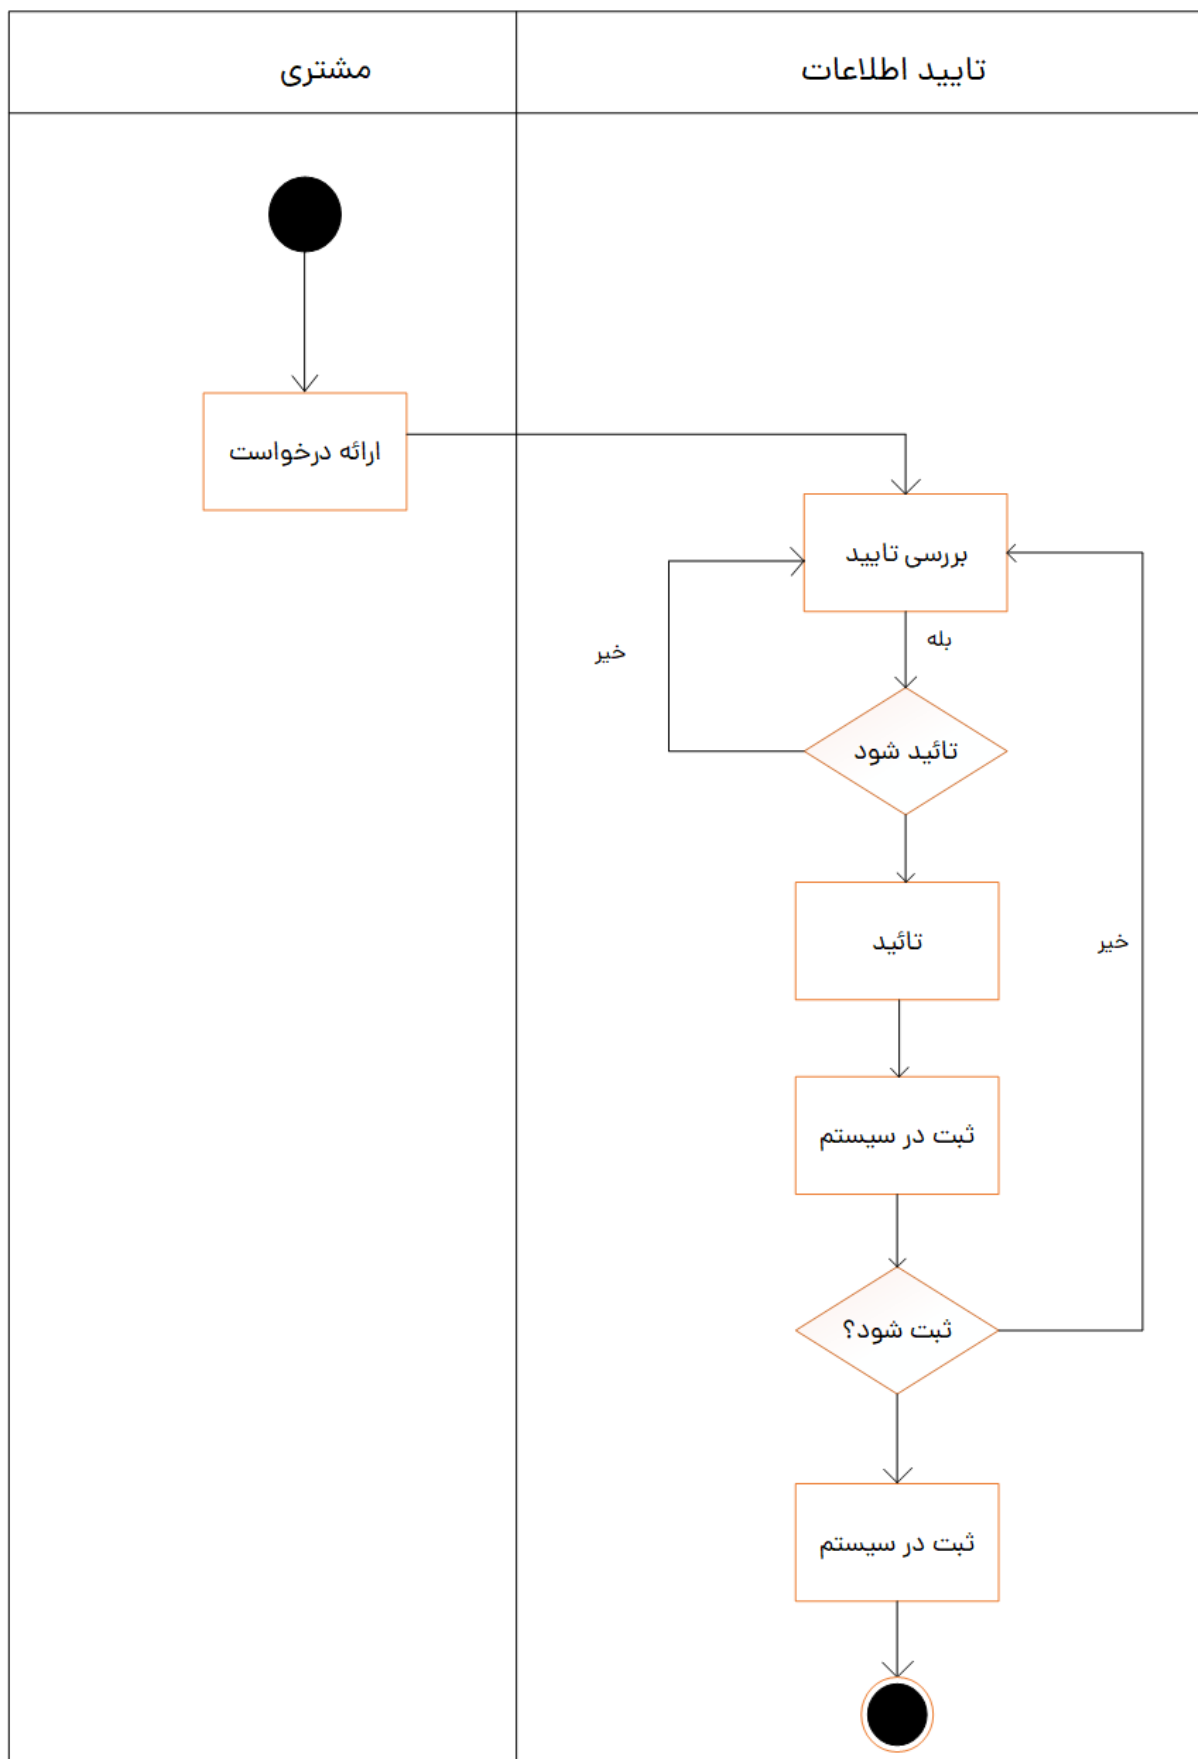 مشتری
تایید اطلاعات
ارائه درخواست
بررسی تایید
بله
خیر
تائید شود
تائید
خیر
ثبت در سیستم
ثبت شود؟
ثبت در سیستم